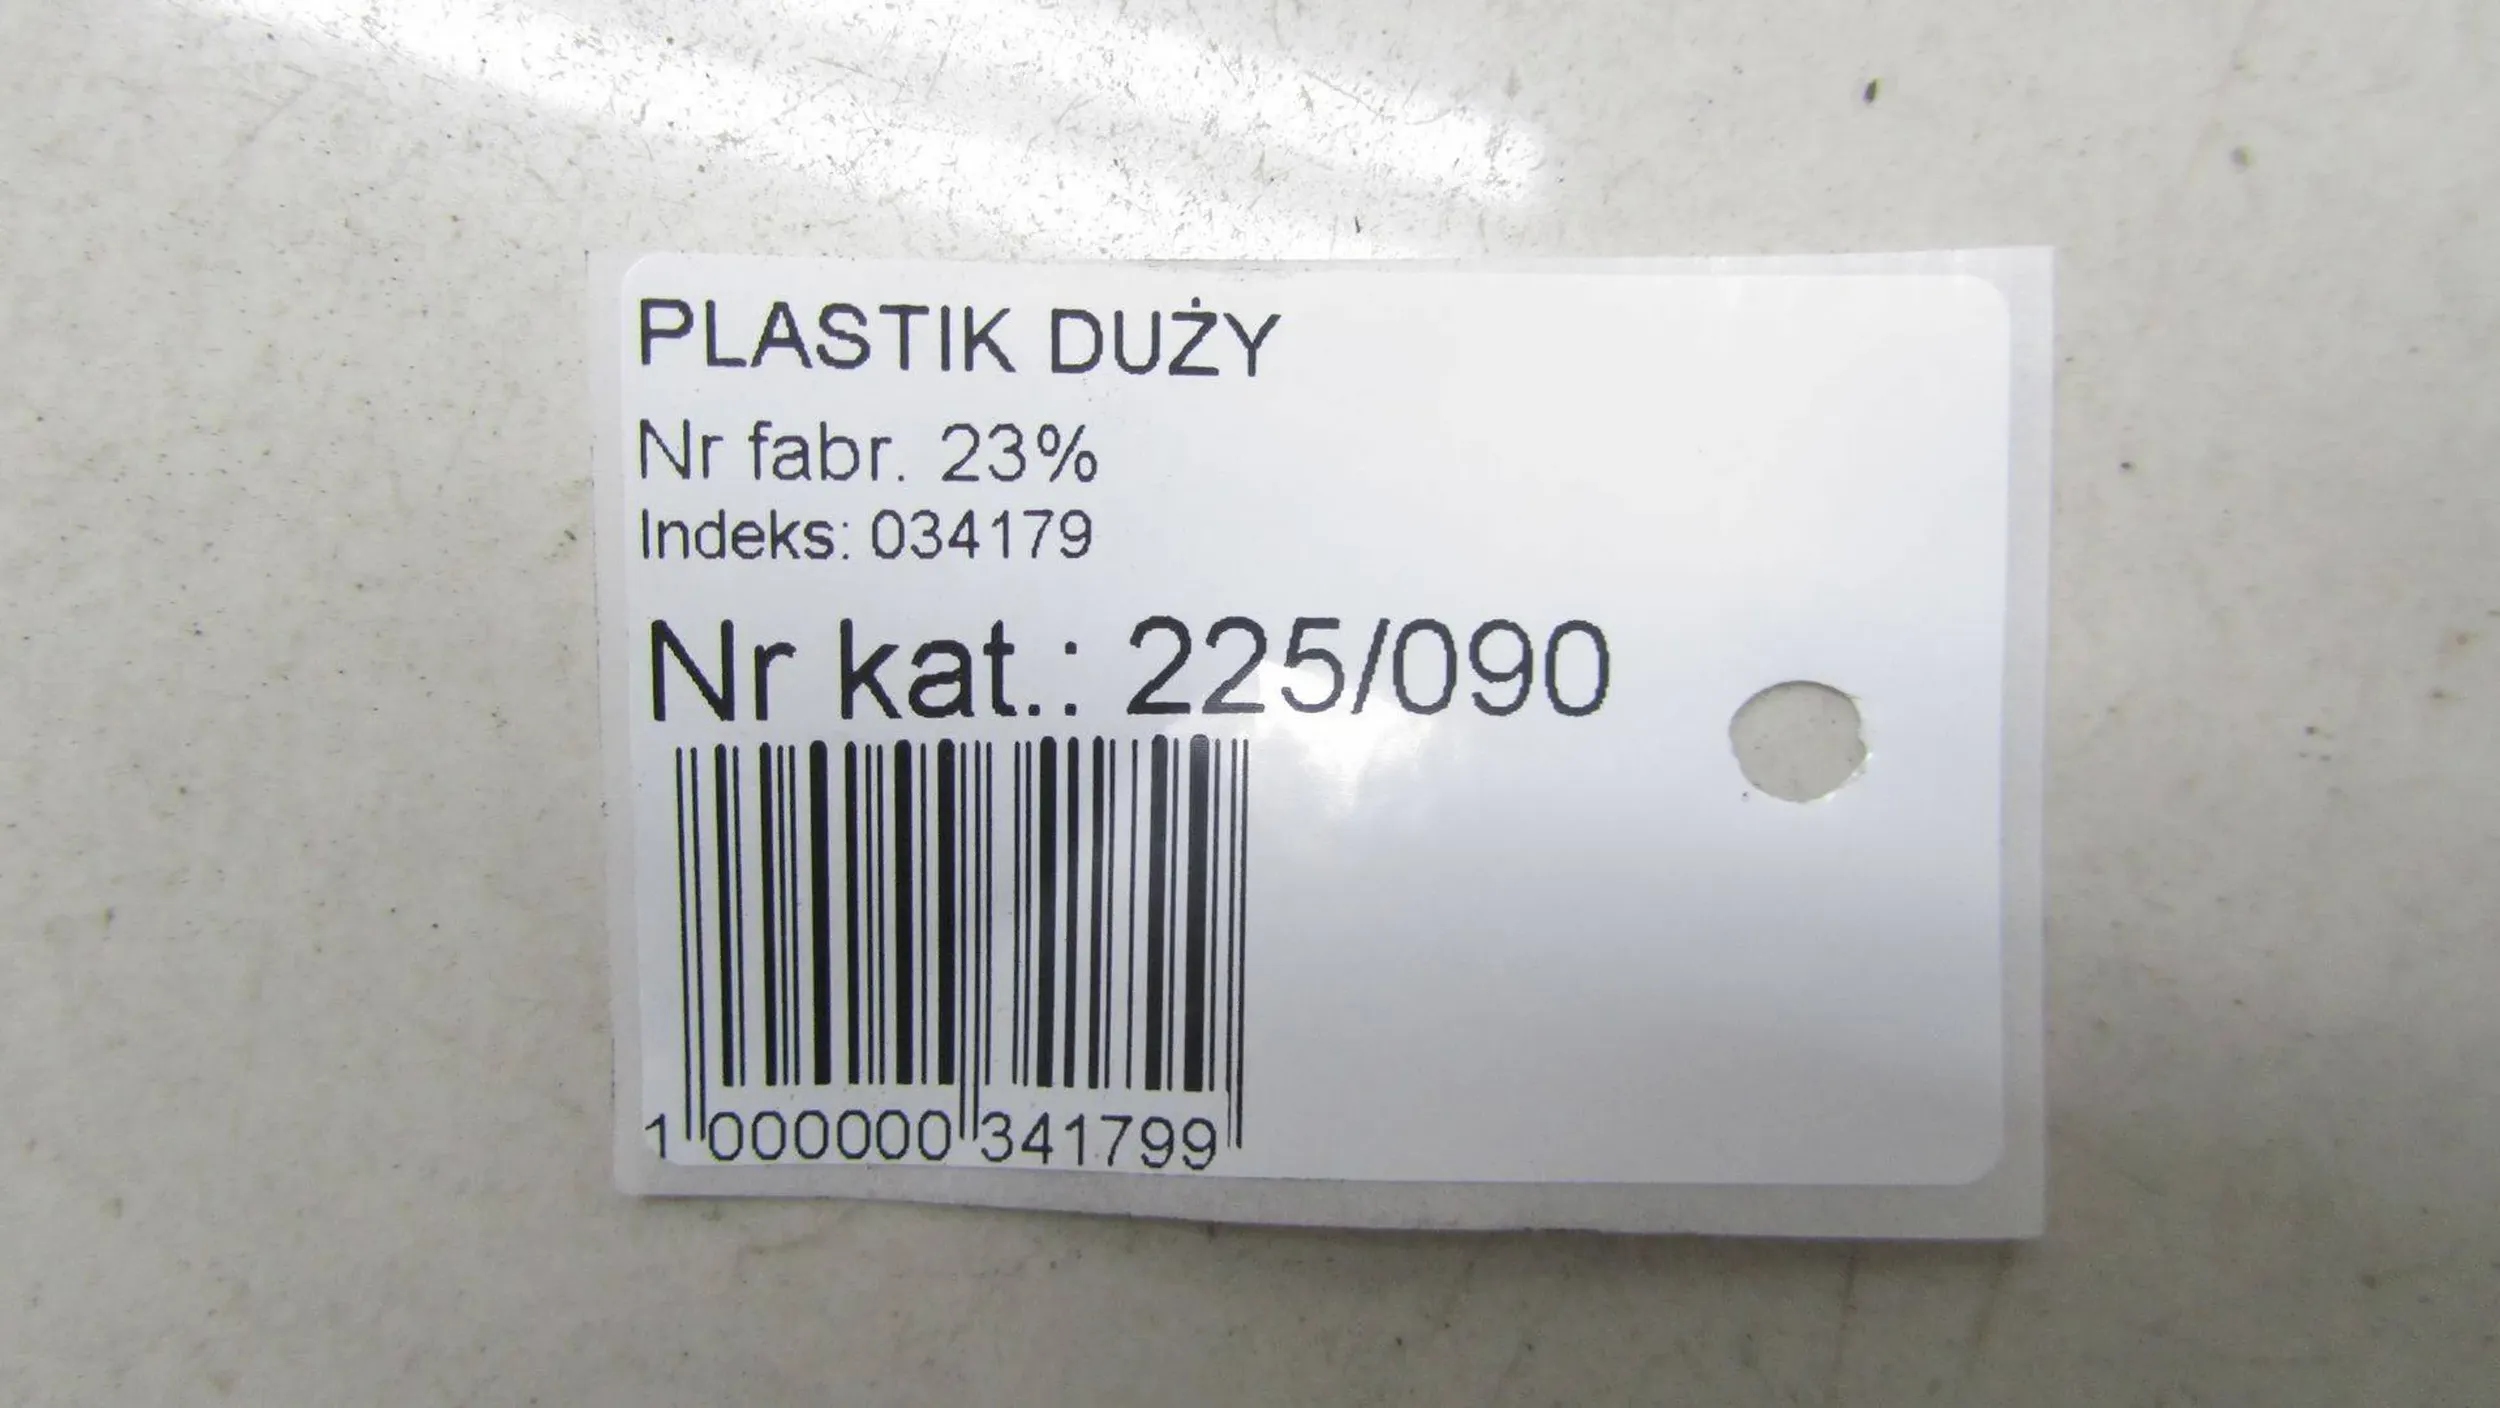 PLASTIK DUŻY
Nr fabr. 23%
Indeks: 034179
Nr kat.: 225/090
1 000000 341799